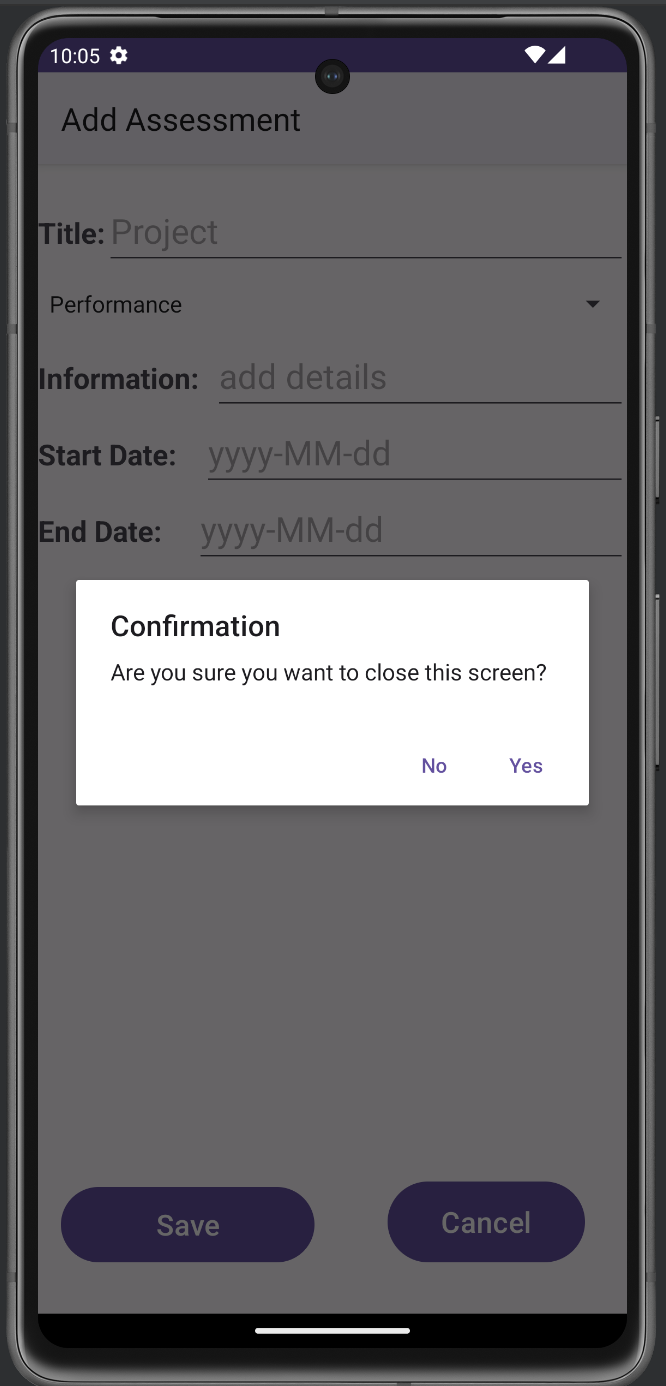 10:05
Add Assessment
Title: Project
Performance
Information: add details
Start Date: yyyy-MM-dd
End Date: yyyy-MM-dd
Confirmation
Are you sure you want to close this screen?
No Yes
Save Cancel